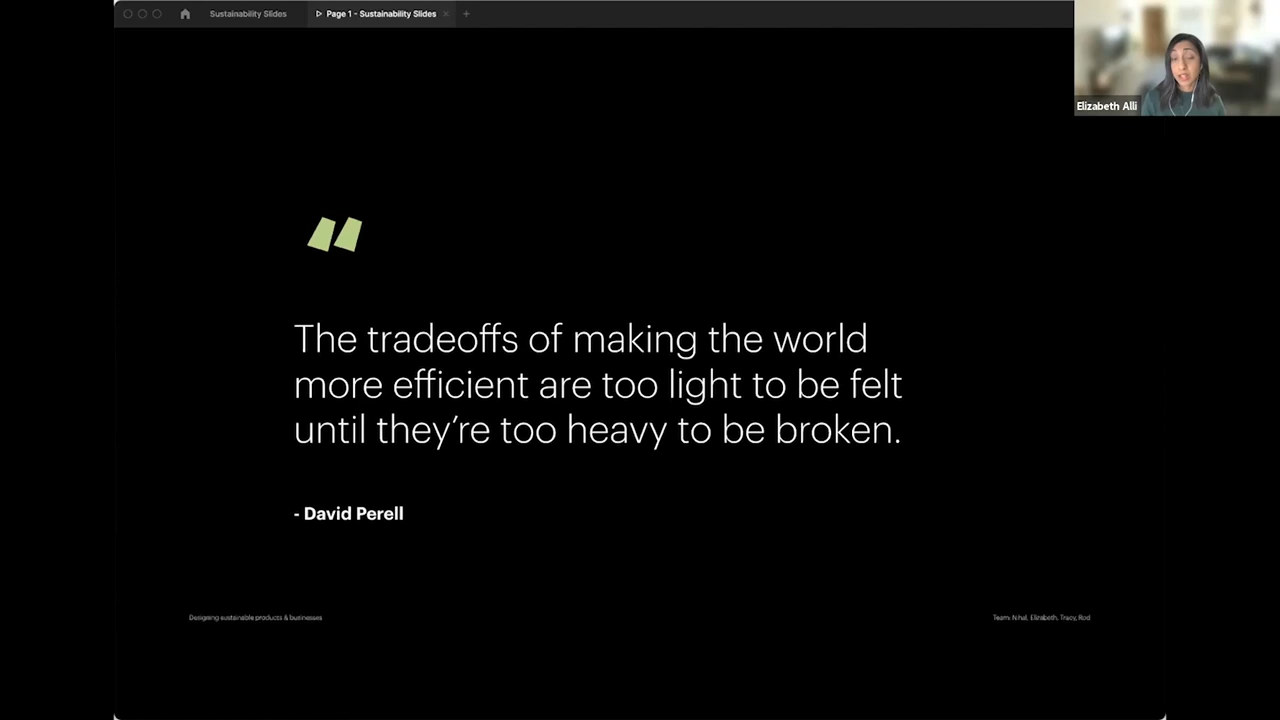 Sustainability Slides
Page 1 - Sustainability Slides
Elizabeth Alli
“
The tradeoffs of making the world
more efficient are too light to be felt
until they’re too heavy to be broken.
- David Perell
Designing sustainable products & businesses
Team: Nihal, Elizabeth, Tracy, Rod